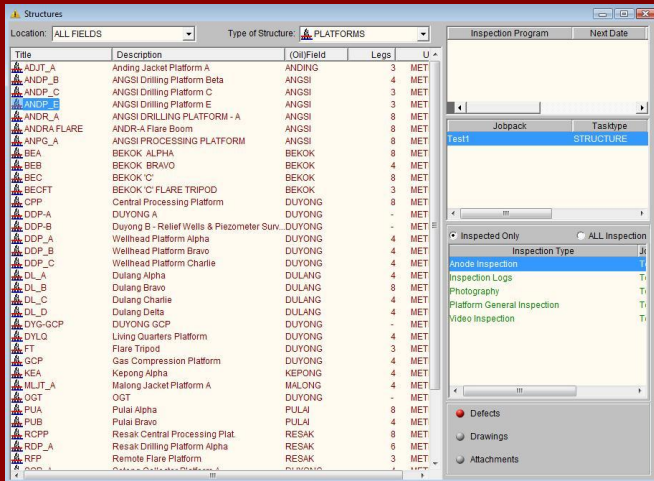 Structures
Location: ALL FIELDS Type of Structure: PLATFORMS
Title Description (Oil)Field Legs U
ADJT_A Anding Jacket Platform A ANDING 3 MET
ANDP_B ANGSI Drilling Platform Beta ANGSI 4 MET
ANDP_C ANGSI Drilling Platform C ANGSI 3 MET
ANDP_E ANGSI Drilling Platform E ANGSI 3 MET
ANDR_A ANGSI DRILLING PLATFORM - A ANGSI 8 MET
ANDRA FLARE ANDR-A Flare Boom ANGSI 8 MET
ANPG_A ANGSI PROCESSING PLATFORM ANGSI 8 MET
BEA BEKOK ALPHA BEKOK 8 MET
BEB BEKOK BRAVO BEKOK 4 MET
BEC BEKOK 'C' BEKOK 8 MET
BECFT BEKOK 'C' FLARE TRIPOD BEKOK 3 MET
CPP Central Processing Platform DUYONG 8 MET
DDP-A DUYONG A DUYONG - MET
DDP-B Duyong B - Relief Wells & Piezometer Surv... DUYONG - MET
DDP_A Wellhead Platform Alpha DUYONG 4 MET
DDP_B Wellhead Platform Bravo DUYONG 4 MET
DDP_C Wellhead Platform Charlie DUYONG 4 MET
DL_A Dulang Alpha DULANG 4 MET
DL_B Dulang Bravo DULANG 8 MET
DL_C Dulang Charlie DULANG 4 MET
DL_D Dulang Delta DULANG 4 MET
DYG-GCP DUYONG GCP DUYONG - MET
DYLQ Living Quarters Platform DUYONG 4 MET
FT Flare Tripod DUYONG 3 MET
GCP Gas Compression Platform DUYONG 4 MET
KEA Kepong Alpha KEPONG 4 MET
MLJT_A Malong Jacket Platform A MALONG 4 MET
OGT OGT DUYONG - MET
PUA Pulai Alpha PULAI 8 MET
PUB Pulai Bravo PULAI 4 MET
RCPP Resak Central Processing Plat. RESAK 8 MET
RDP_A Resak Drilling Platform Alpha RESAK 6 MET
RFP Remote Flare Platform RESAK 3 MET
Inspection Program Next Date
Jobpack Tasktype
Test1 STRUCTURE
Inspected Only ALL Inspection
Inspection Type Jo
Anode Inspection Te
Inspection Logs Te
Photography Te
Platform General Inspection Te
Video Inspection Te
Defects
Drawings
Attachments